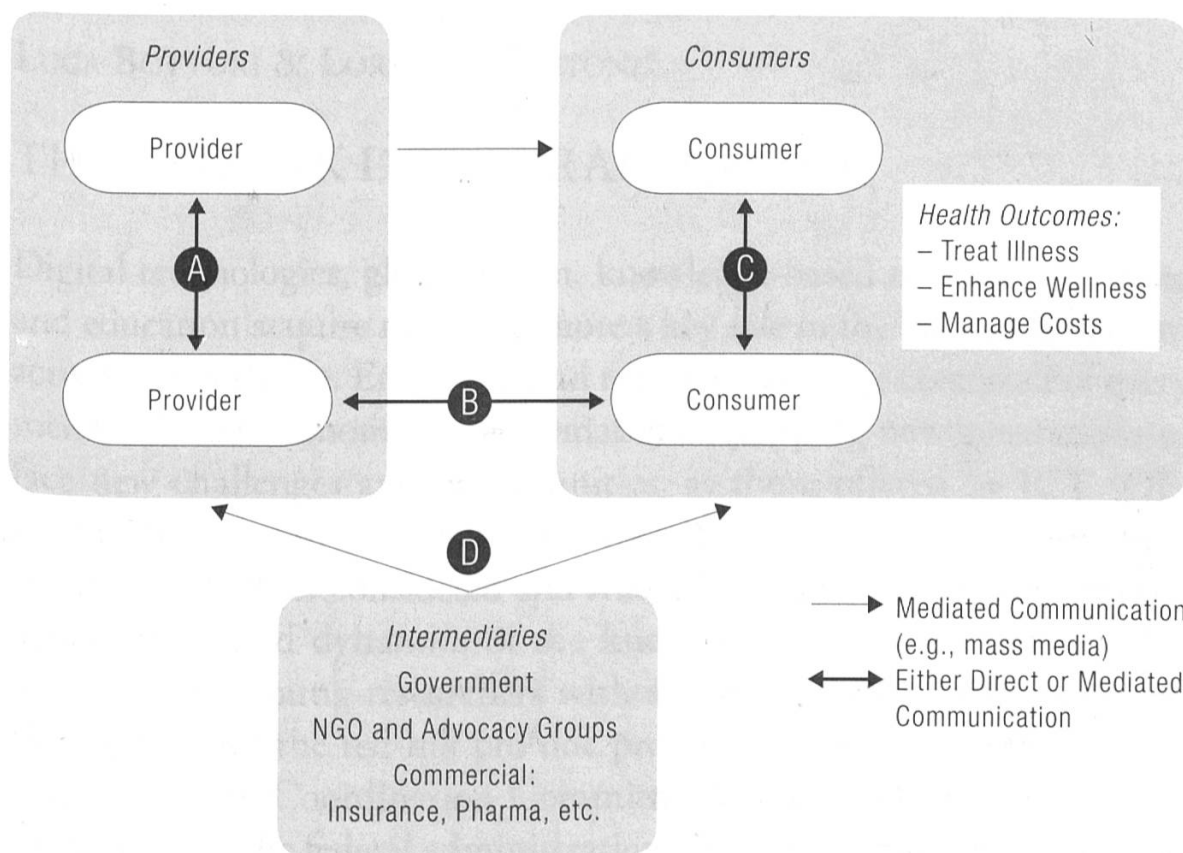 Providers
Consumers
Provider
Consumer
Health Outcomes:
– Treat Illness
– Enhance Wellness
– Manage Costs
A
C
Provider
B
Consumer
D
Intermediaries
Government
NGO and Advocacy Groups
Commercial:
Insurance, Pharma, etc.
Mediated Communication
(e.g., mass media)
Either Direct or Mediated
Communication